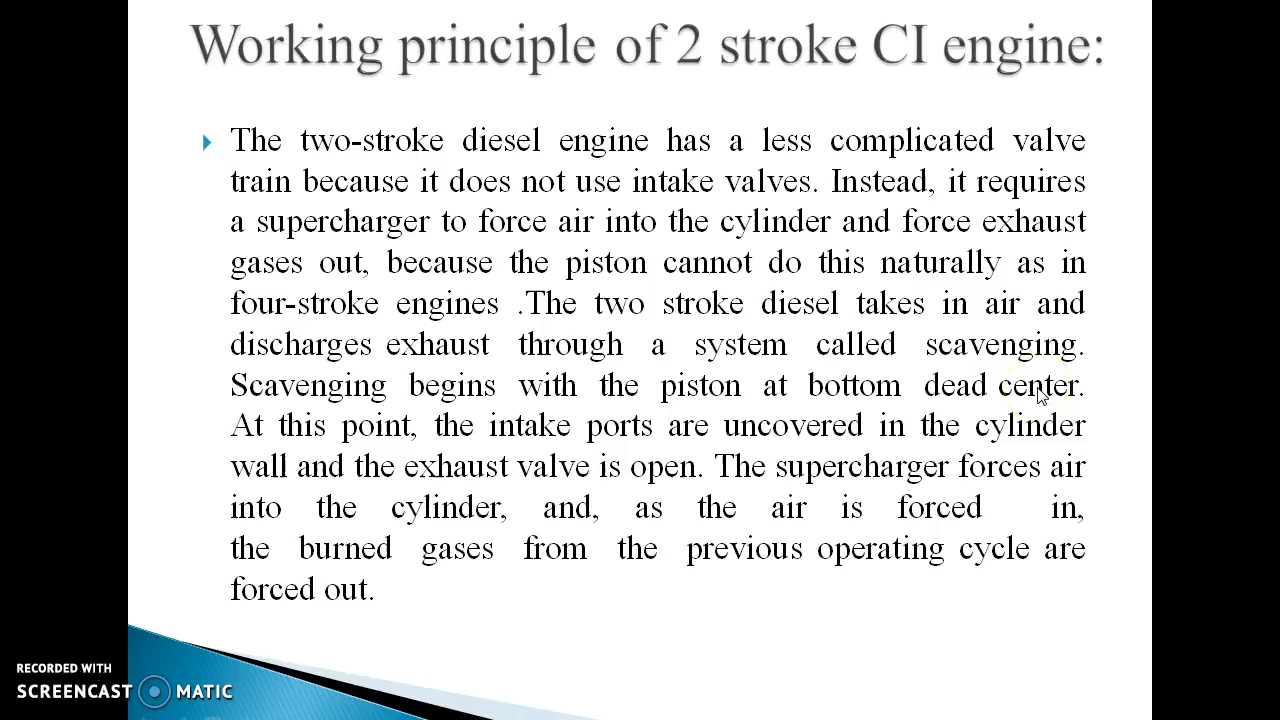 Working principle of 2 stroke CI engine:
The two-stroke diesel engine has a less complicated valve
train because it does not use intake valves. Instead, it requires
a supercharger to force air into the cylinder and force exhaust
gases out, because the piston cannot do this naturally as in
four-stroke engines .The two stroke diesel takes in air and
discharges exhaust through a system called scavenging.
Scavenging begins with the piston at bottom dead center.
At this point, the intake ports are uncovered in the cylinder
wall and the exhaust valve is open. The supercharger forces air
into the cylinder, and, as the air is forced in,
the burned gases from the previous operating cycle are
forced out.
RECORDED WITH
SCREENCAST MATIC